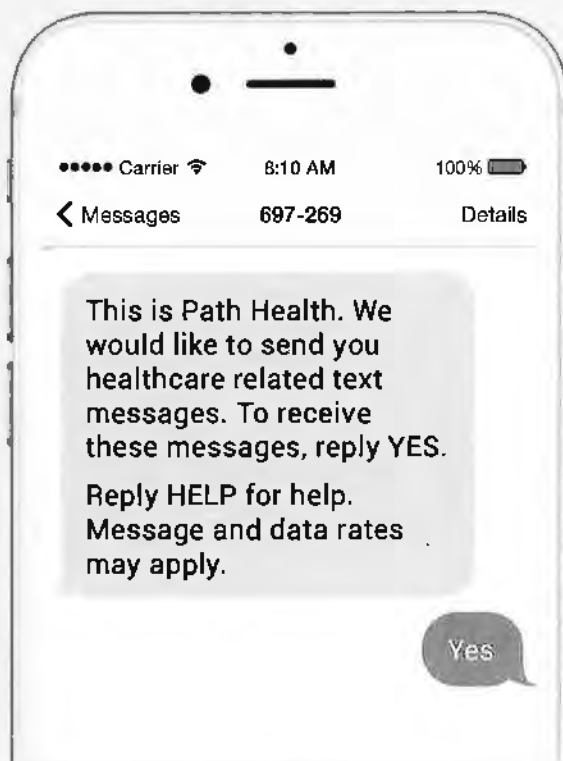 Carrier 8:10 AM 100%
Messages 697-269 Details
This is Path Health. We
would like to send you
healthcare related text
messages. To receive
these messages, reply YES.
Reply HELP for help.
Message and data rates
may apply.
Yes